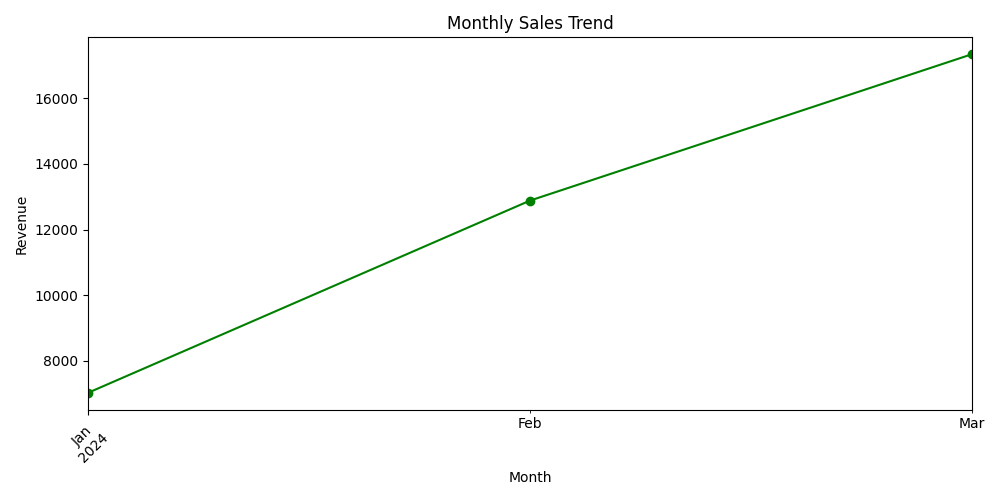 Monthly Sales Trend
Revenue
16000
14000
12000
10000
8000
Jan
2024
Feb
Mar
Month